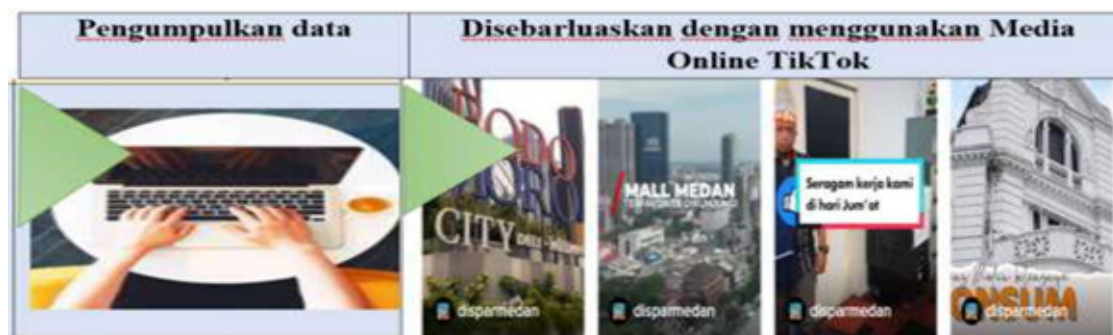 Pengumpulkan data
Disebarluaskan dengan menggunakan Media
Online TikTok
CITY
MALL MEDAN
Seragam kerja kami
di hari Jum'at
disparmedan
disparmedan
disparmedan
disparmedan